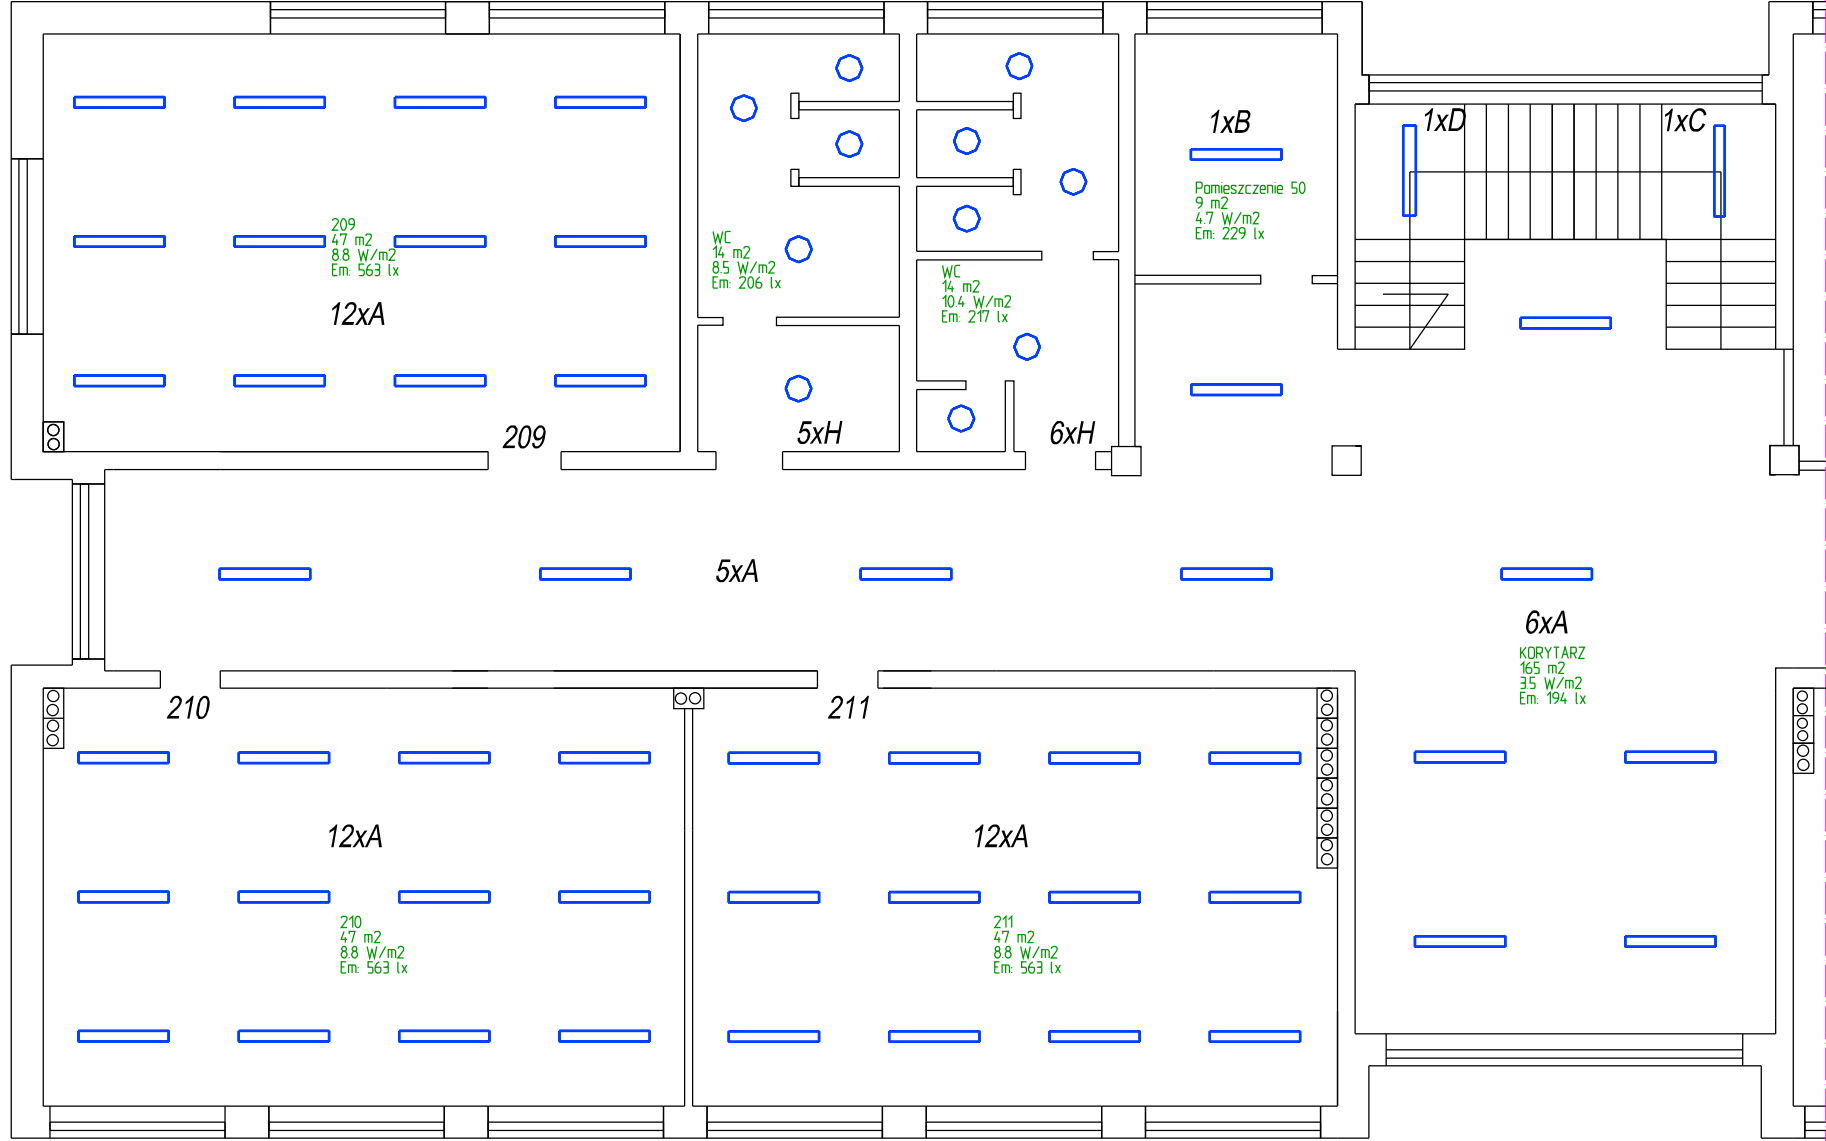 1xB
1xD
1xC
Pomieszczenie 50
9 m2
4.7 W/m2
Em: 229 lx
209
47 m2
8.8 W/m2
Em: 563 lx
12xA
WC
14 m2
8.5 W/m2
Em: 206 lx
WC
14 m2
10.4 W/m2
Em: 217 lx
209
5xH
6xH
5xA
6xA
KORYTARZ
165 m2
3.5 W/m2
Em: 194 lx
210
211
12xA
12xA
210
47 m2
8.8 W/m2
Em: 563 lx
211
47 m2
8.8 W/m2
Em: 563 lx